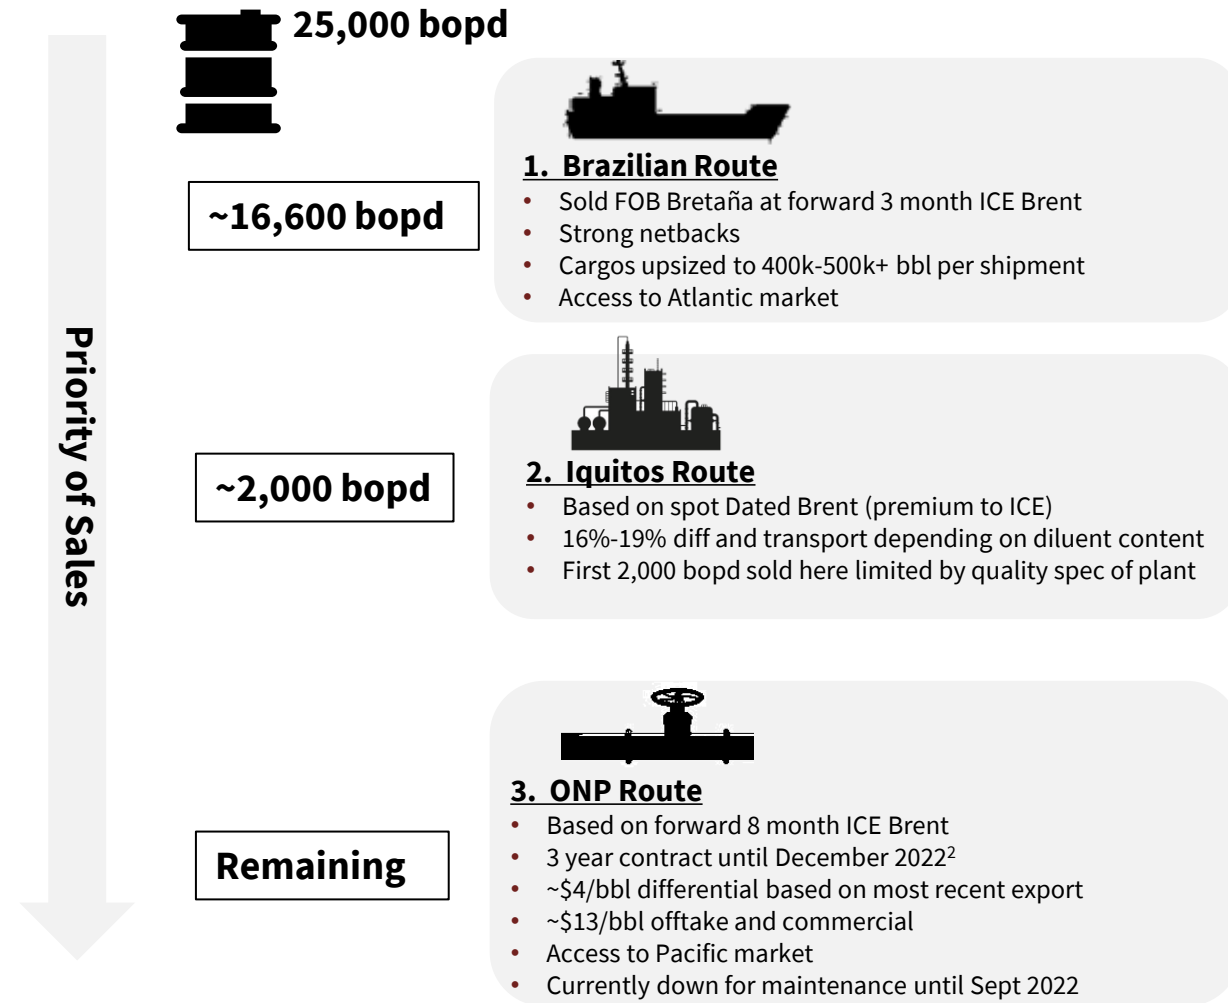 25,000 bopd
Priority of Sales
~16,600 bopd
1. Brazilian Route
• Sold FOB Bretaña at forward 3 month ICE Brent
• Strong netbacks
• Cargos upsized to 400k-500k+ bbl per shipment
• Access to Atlantic market
~2,000 bopd
2. Iquitos Route
• Based on spot Dated Brent (premium to ICE)
• 16%-19% diff and transport depending on diluent content
• First 2,000 bopd sold here limited by quality spec of plant
Remaining
3. ONP Route
• Based on forward 8 month ICE Brent
• 3 year contract until December 2022²
• ~$4/bbl differential based on most recent export
• ~$13/bbl offtake and commercial
• Access to Pacific market
• Currently down for maintenance until Sept 2022